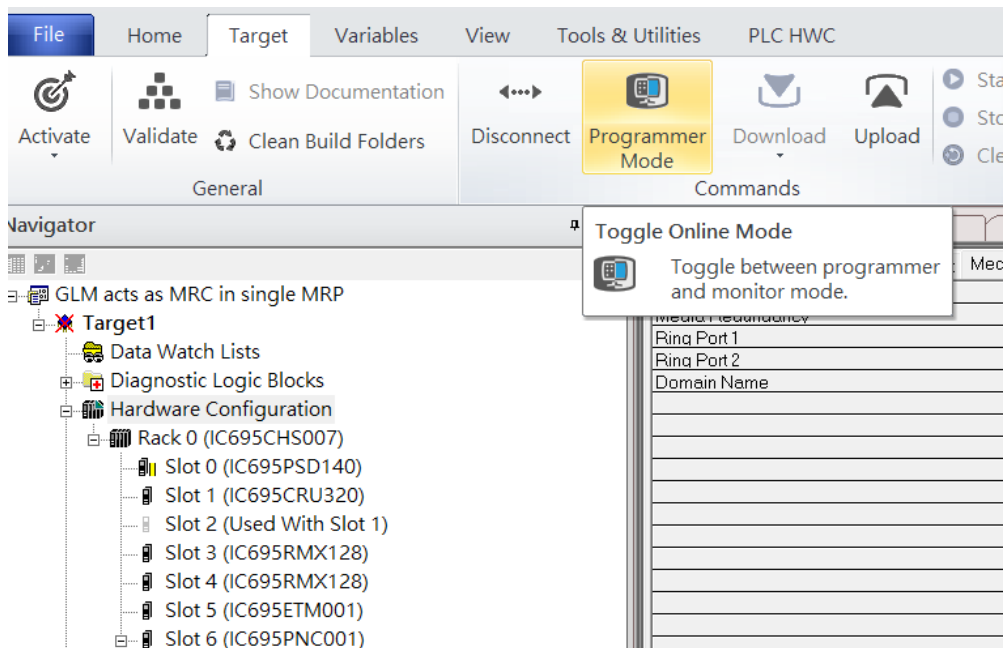 File Home Target Variables View Tools & Utilities PLC HWC
Show Documentation
Activate Validate Clean Build Folders Disconnect Programmer Mode Download Upload
General Commands
Navigator
Toggle Online Mode
Toggle between programmer
and monitor mode.
GLM acts as MRC in single MRP
Target1
Data Watch Lists
Diagnostic Logic Blocks
Hardware Configuration
Rack 0 (IC695CHS007)
Slot 0 (IC695PSD140)
Slot 1 (IC695CRU320)
Slot 2 (Used With Slot 1)
Slot 3 (IC695RMX128)
Slot 4 (IC695RMX128)
Slot 5 (IC695ETM001)
Slot 6 (IC695PNC001)
Media Redundancy
Ring Port 1
Ring Port 2
Domain Name